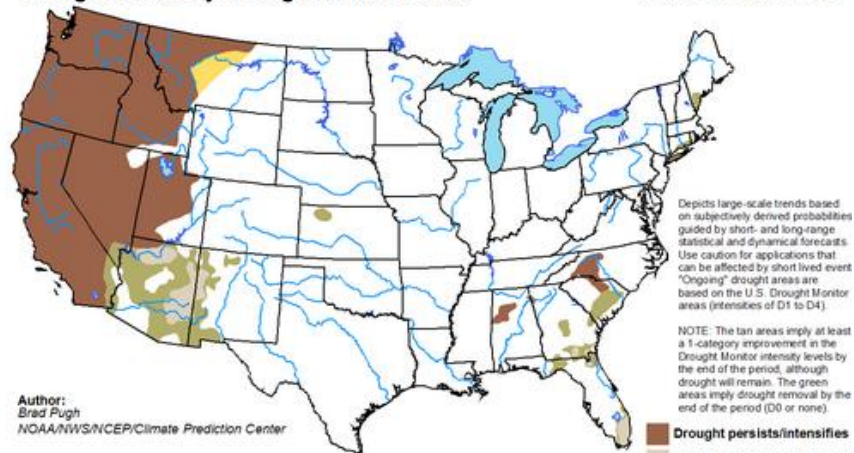 Depicts large-scale trends based
on subjectively derived probabilities
guided by short- and long-range
statistical and dynamical forecasts.
Use caution for applications that
can be affected by short lived event
"Ongoing" drought areas are
based on the U.S. Drought Monitor
areas (intensities of D1 to D4).
NOTE: The tan areas imply at least
a 1-category improvement in the
Drought Monitor intensity levels by
the end of the period, although
drought will remain. The green
areas imply drought removal by the
end of the period (D0 or none).
Author:
Brad Pugh
NOAA/NWS/NCEP/Climate Prediction Center
Drought persists/intensifies